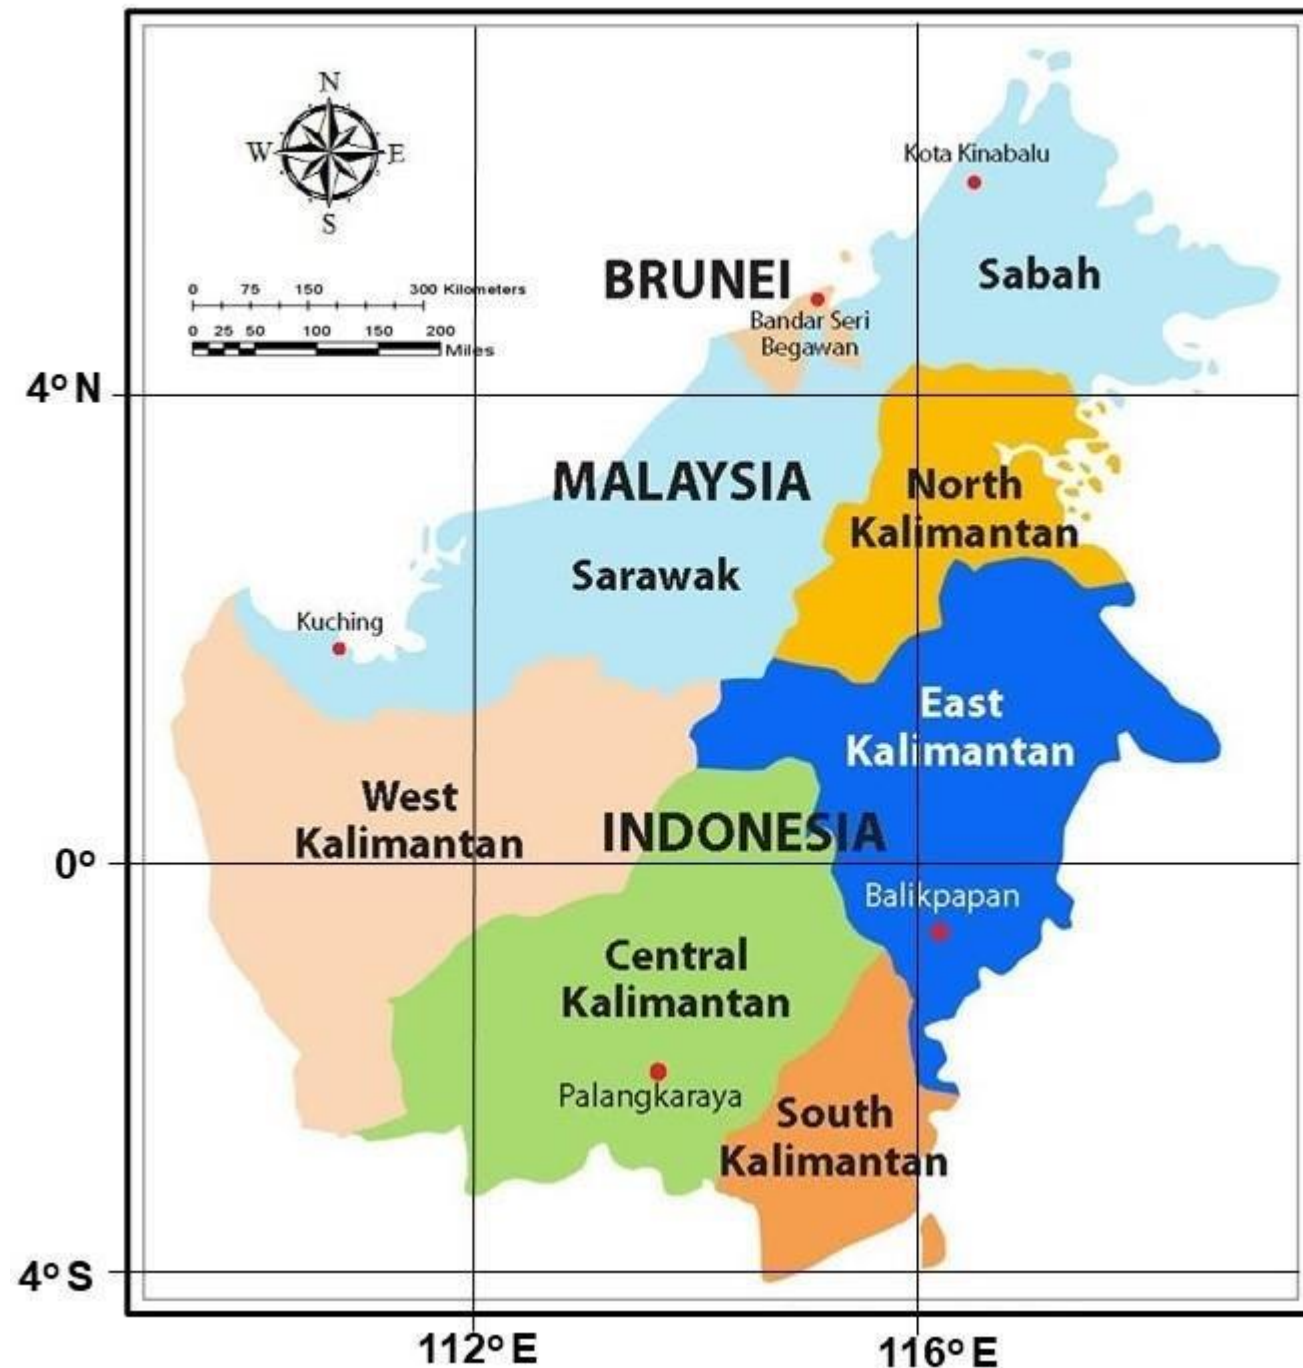 N
W E
S
0 75 150 300 Kilometers
0 25 50 100 150 200
Miles
Kota Kinabalu
Sabah
BRUNEI
Bandar Seri
Begawan
4° N
MALAYSIA
Sarawak
North
Kalimantan
Kuching
East
Kalimantan
West
Kalimantan
INDONESIA
0°
Balikpapan
Central
Kalimantan
Palangkaraya
South
Kalimantan
4° S
112° E
116° E